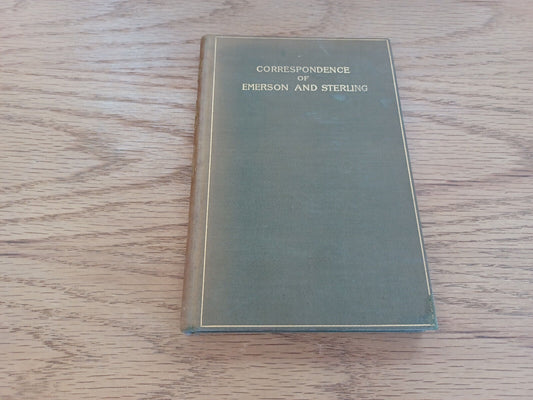 CORRESPONDENCE
OF
EMERSON AND STERLING